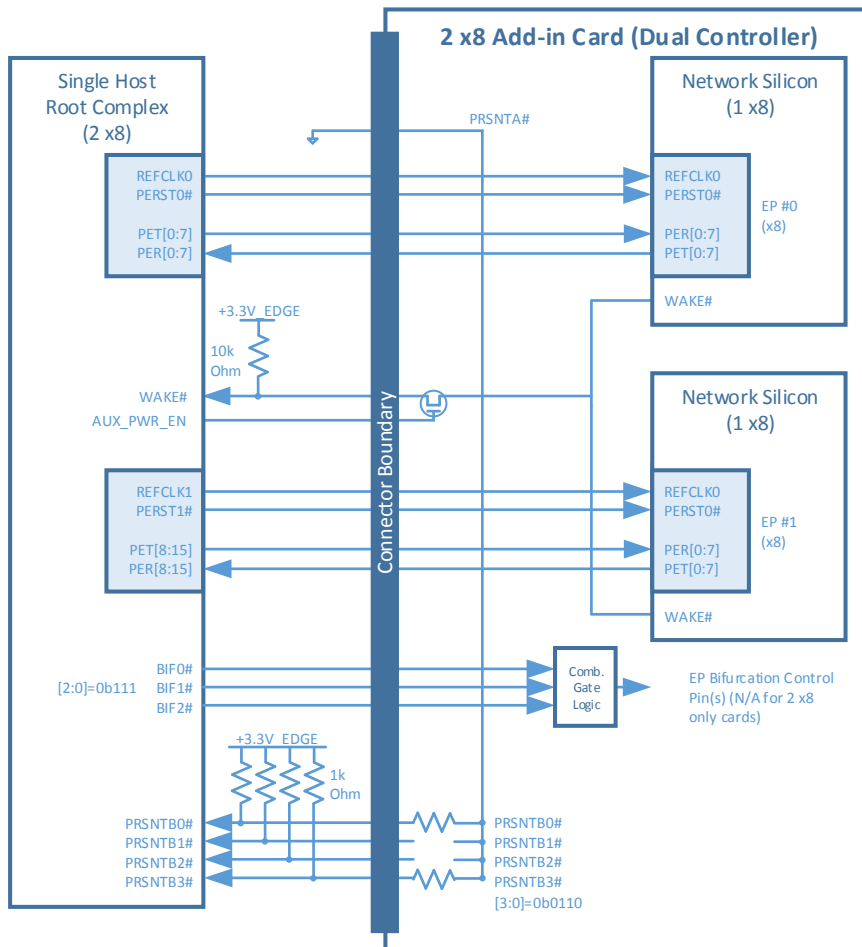 2 x8 Add-in Card (Dual Controller)
Single Host
Root Complex
(2 x8)
Network Silicon
(1 x8)
PRSNTA#
REFCLK0
PERST0#
PET[0:7]
PER[0:7]
REFCLK0
PERST0#
PER[0:7]
PET[0:7]
EP #0
(x8)
WAKE#
+3.3V_EDGE
10k
Ohm
WAKE#
AUX_PWR_EN
Connector Boundary
Network Silicon
(1 x8)
REFCLK1
PERST1#
PET[8:15]
PER[8:15]
REFCLK0
PERST0#
PER[0:7]
PET[0:7]
EP #1
(x8)
WAKE#
[2:0]=0b111
BIF0#
BIF1#
BIF2#
Comb.
Gate
Logic
EP Bifurcation Control
Pin(s) (N/A for 2 x8
only cards)
+3.3V_EDGE
1k
Ohm
PRSNTB0#
PRSNTB1#
PRSNTB2#
PRSNTB3#
PRSNTB0#
PRSNTB1#
PRSNTB2#
PRSNTB3#
[3:0]=0b0110